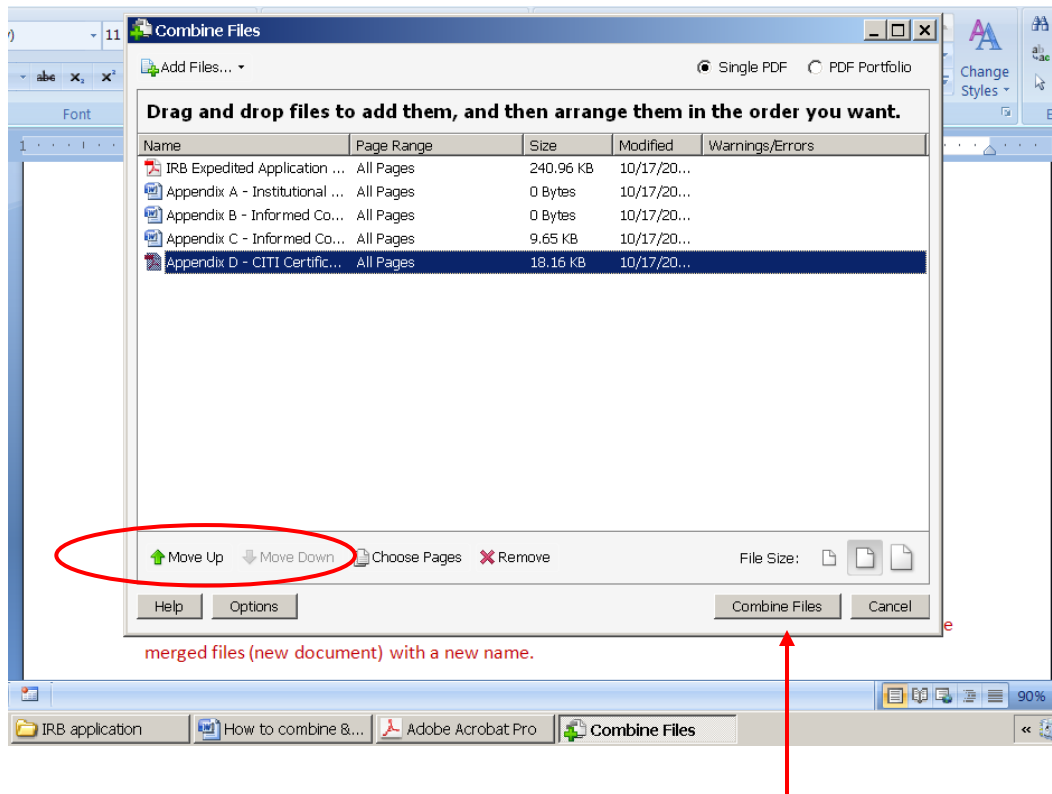 Combine Files
11
Add Files...
Single PDF PDF Portfolio
abc x₂ x²
Change
Styles
Font
Drag and drop files to add them, and then arrange them in the order you want.
1
Name Page Range Size Modified Warnings/Errors
IRB Expedited Application ... All Pages 240.96 KB 10/17/20...
Appendix A - Institutional ... All Pages 0 Bytes 10/17/20...
Appendix B - Informed Co... All Pages 0 Bytes 10/17/20...
Appendix C - Informed Co... All Pages 9.65 KB 10/17/20...
Appendix D - CITI Certific... All Pages 18.16 KB 10/17/20...
Move Up Move Down Choose Pages Remove File Size:
Help Options Combine Files Cancel
merged files (new document) with a new name.
90%
IRB application How to combine &... Adobe Acrobat Pro Combine Files «